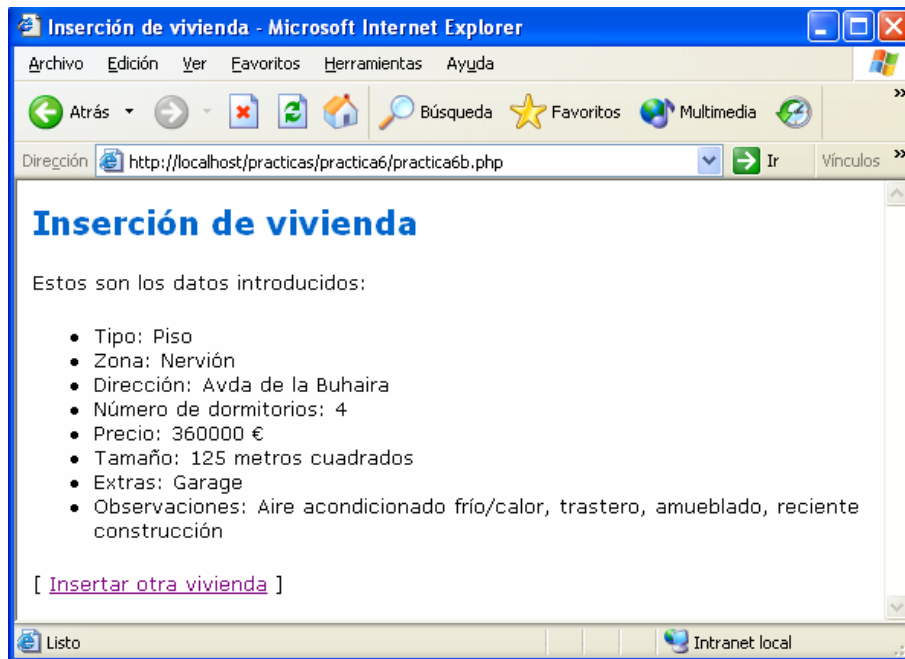 Inserción de vivienda - Microsoft Internet Explorer
Archivo Edición Ver Favoritos Herramientas Ayuda
Atrás Búsqueda Favoritos Multimedia »
Dirección http://localhost/practicas/practica6/practica6b.php Ir Vínculos »
Inserción de vivienda
Estos son los datos introducidos:
• Tipo: Piso
• Zona: Nervión
• Dirección: Avda de la Buhaira
• Número de dormitorios: 4
• Precio: 360000 €
• Tamaño: 125 metros cuadrados
• Extras: Garage
• Observaciones: Aire acondicionado frío/calor, trastero, amueblado, reciente
construcción
[ Insertar otra vivienda ]
Listo Intranet local